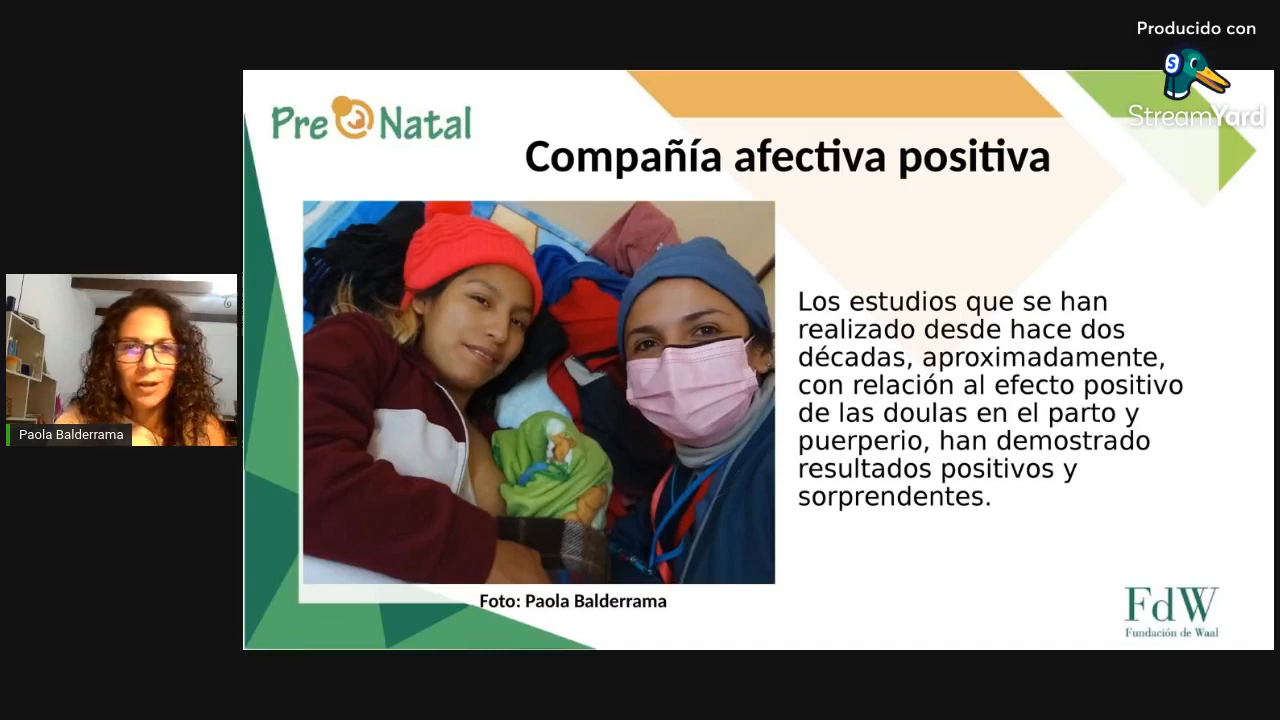 Producido con
StreamYard
Pre Natal
Compañía afectiva positiva
Los estudios que se han
realizado desde hace dos
décadas, aproximadamente,
con relación al efecto positivo
de las doulas en el parto y
puerperio, han demostrado
resultados positivos y
sorprendentes.
Paola Balderrama
Foto: Paola Balderrama
FdW
Fundación de Waal